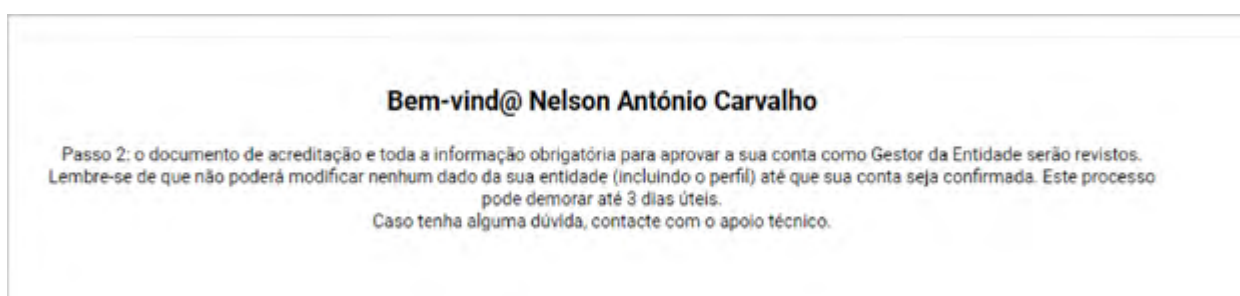 Bem-vind@ Nelson António Carvalho
Passo 2: o documento de acreditação e toda a informação obrigatória para aprovar a sua conta como Gestor da Entidade serão revistos.
Lembre-se de que não poderá modificar nenhum dado da sua entidade (incluindo o perfil) até que sua conta seja confirmada. Este processo
pode demorar até 3 dias úteis.
Caso tenha alguma dúvida, contacte com o apoio técnico.